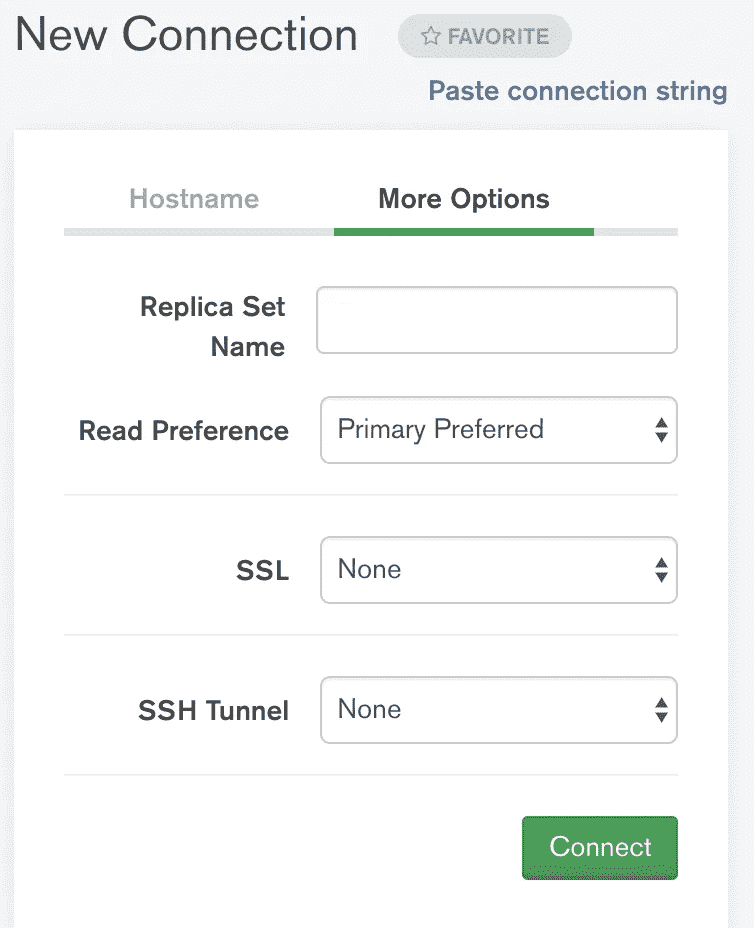 New Connection
☆ FAVORITE
Paste connection string
Hostname
More Options
Replica Set
Name
Read Preference
Primary Preferred
SSL
None
SSH Tunnel
None
Connect